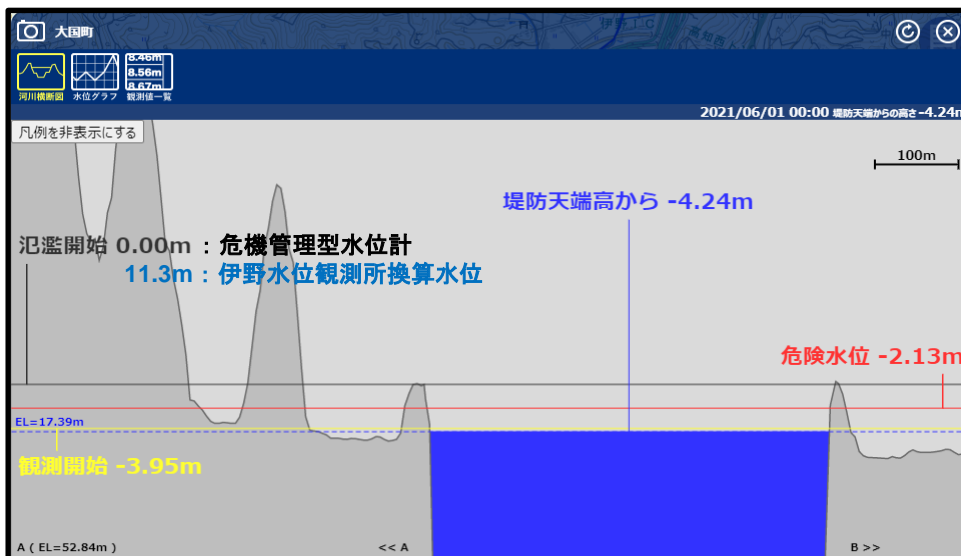 大国町
8.46m
8.56m
8.67m
河川横断図 水位グラフ 観測値一覧
2021/06/01 00:00 堤防天端からの高さ-4.24m
凡例を非表示にする
100m
堤防天端高から -4.24m
氾濫開始 0.00m：危機管理型水位計
11.3m：伊野水位観測所換算水位
危険水位 -2.13m
EL=17.39m
観測開始 -3.95m
A ( EL=52.84m )
<< A
B >>